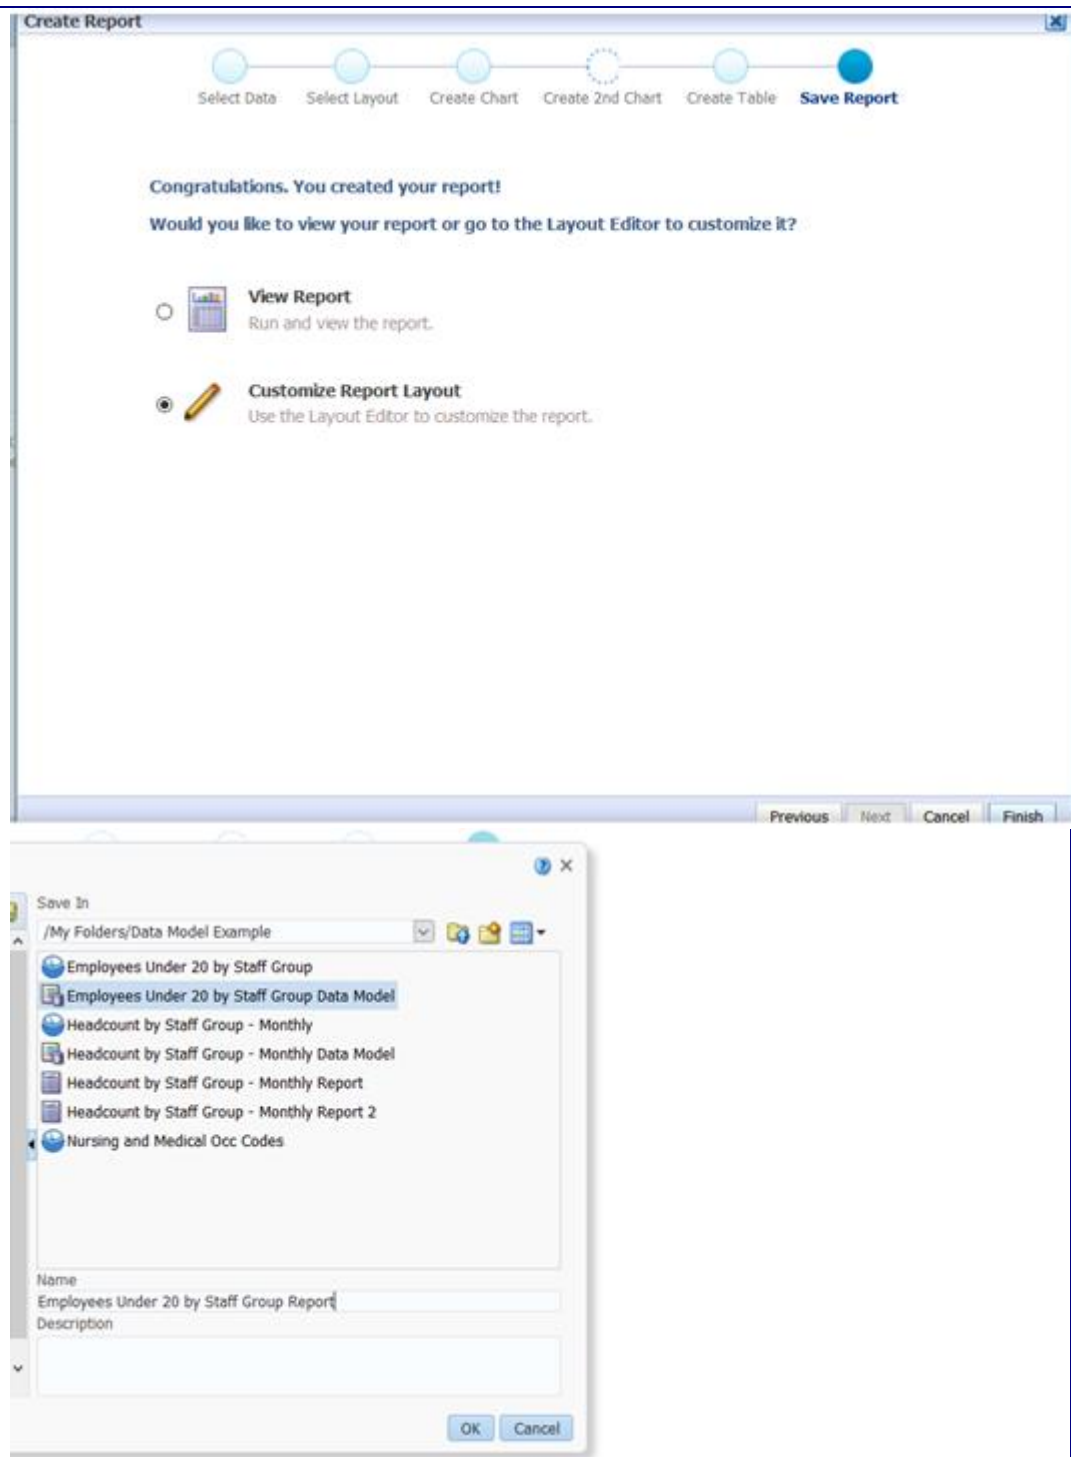 Create Report
Select Data Select Layout Create Chart Create 2nd Chart Create Table Save Report
Congratulations. You created your report!
Would you like to view your report or go to the Layout Editor to customize it?
View Report
Run and view the report.
Customize Report Layout
Use the Layout Editor to customize the report.
Previous Next Cancel Finish
Save In
/My Folders/Data Model Example
Employees Under 20 by Staff Group
Employees Under 20 by Staff Group Data Model
Headcount by Staff Group - Monthly
Headcount by Staff Group - Monthly Data Model
Headcount by Staff Group - Monthly Report
Headcount by Staff Group - Monthly Report 2
Nursing and Medical Occ Codes
Name
Employees Under 20 by Staff Group Report
Description
OK Cancel